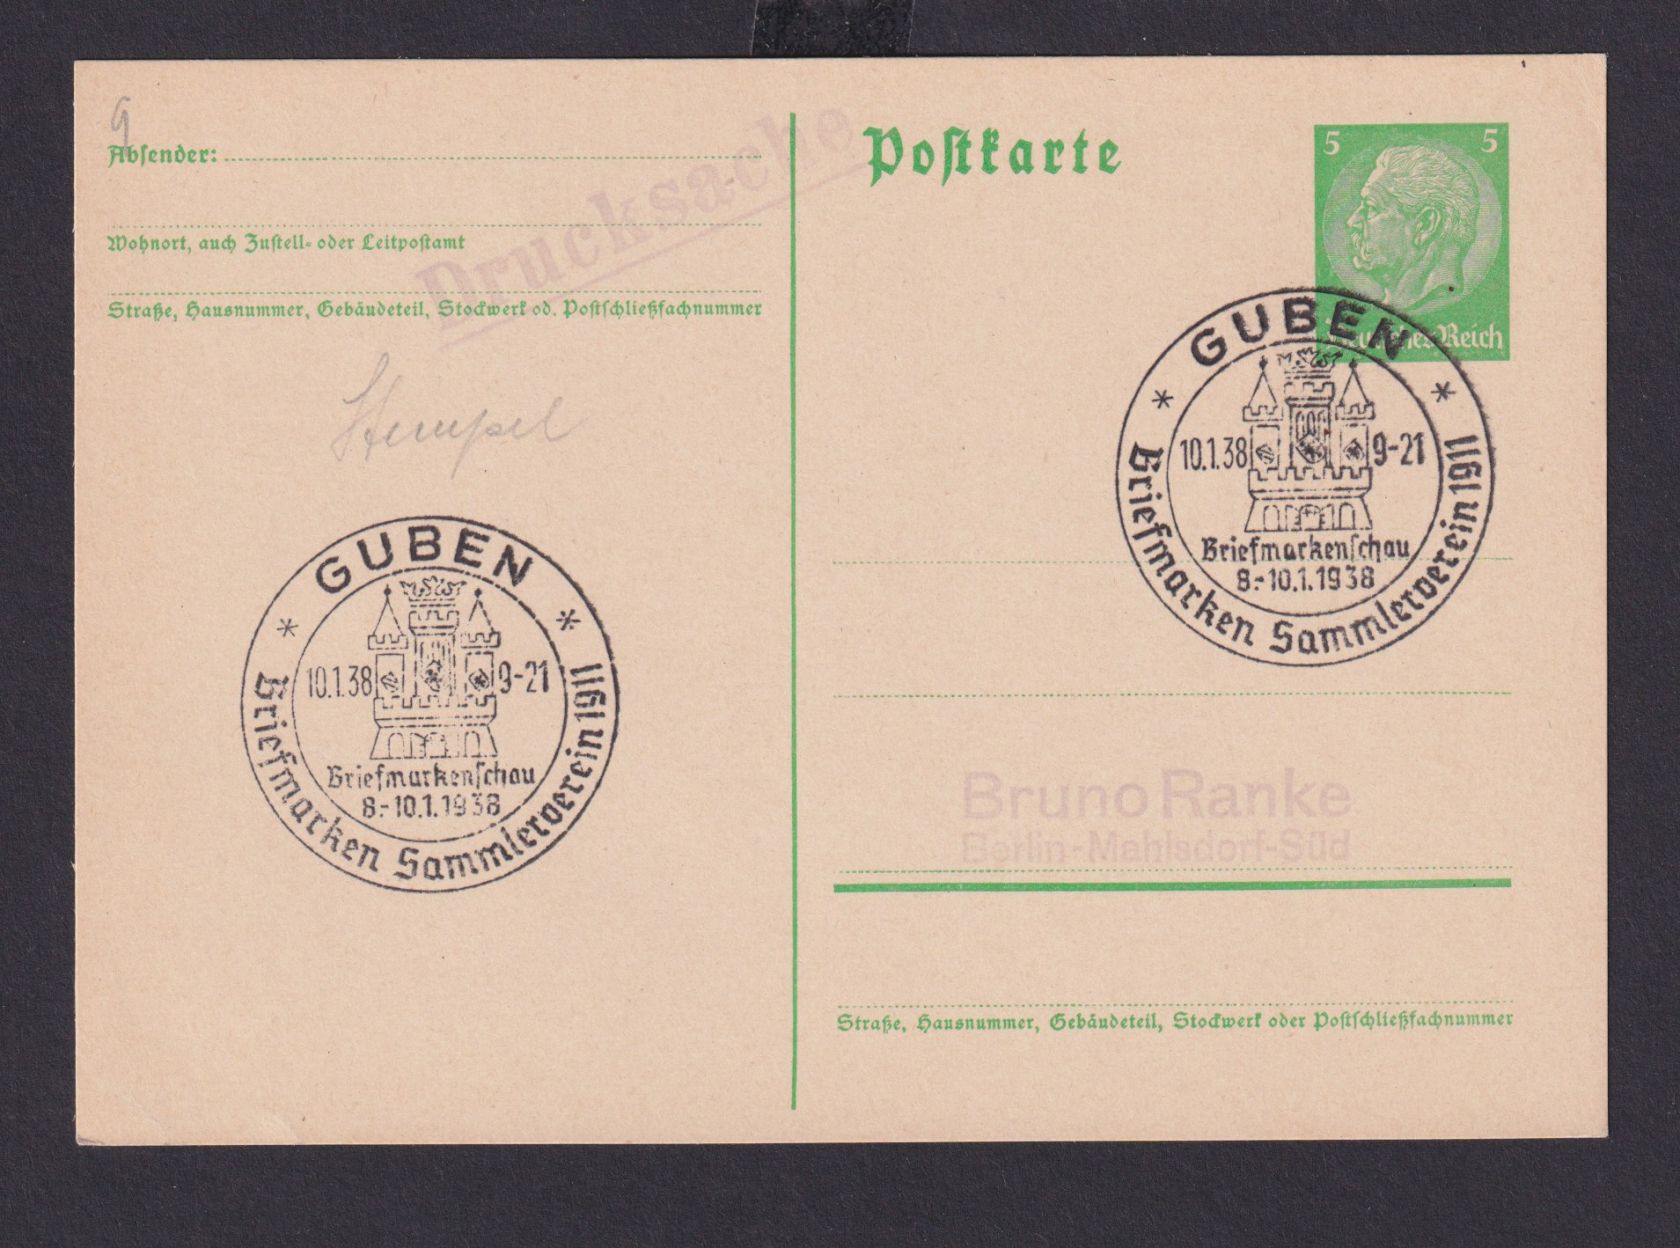 9
Absender:
Wohnort, auch Zustell- oder Leitpostamt
Straße, Hausnummer, Gebäudeteil, Stockwerk od. Postschließfachnummer
Drucksache
Stempel
GUBEN
10.1.38 9-21
Briefmarkenschau
8.-10.1.1938
Briefmarken Sammlerverein 1911
Postkarte
5 5
Deutsches Reich
GUBEN
10.1.38 9-21
Briefmarkenschau
8.-10.1.1938
Briefmarken Sammlerverein 1911
Bruno Ranke
Berlin-Mahlsdorf-Süd
Straße, Hausnummer, Gebäudeteil, Stockwerk oder Postschließfachnummer